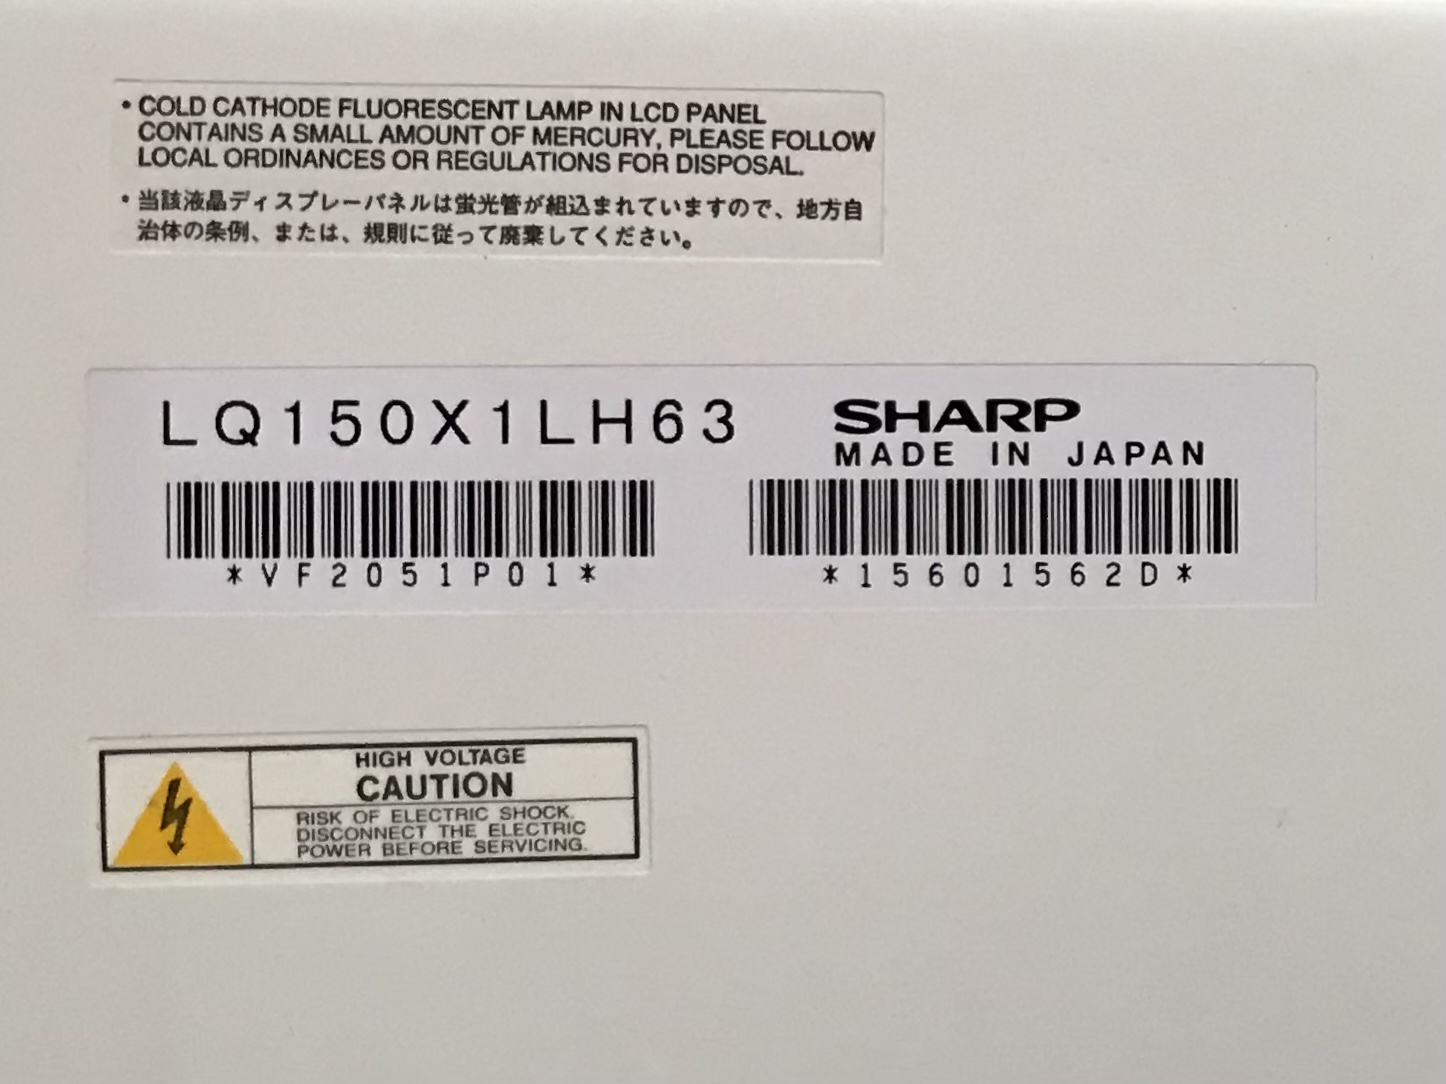 • COLD CATHODE FLUORESCENT LAMP IN LCD PANEL
CONTAINS A SMALL AMOUNT OF MERCURY, PLEASE FOLLOW
LOCAL ORDINANCES OR REGULATIONS FOR DISPOSAL.
• 当該液晶ディスプレーパネルは蛍光管が組込まれていますので、地方自
治体の条例、または、規則に従って廃棄してください。
LQ150X1LH63
SHARP
MADE IN JAPAN
*VF2051P01*
*15601562D*
HIGH VOLTAGE
CAUTION
RISK OF ELECTRIC SHOCK.
DISCONNECT THE ELECTRIC
POWER BEFORE SERVICING.